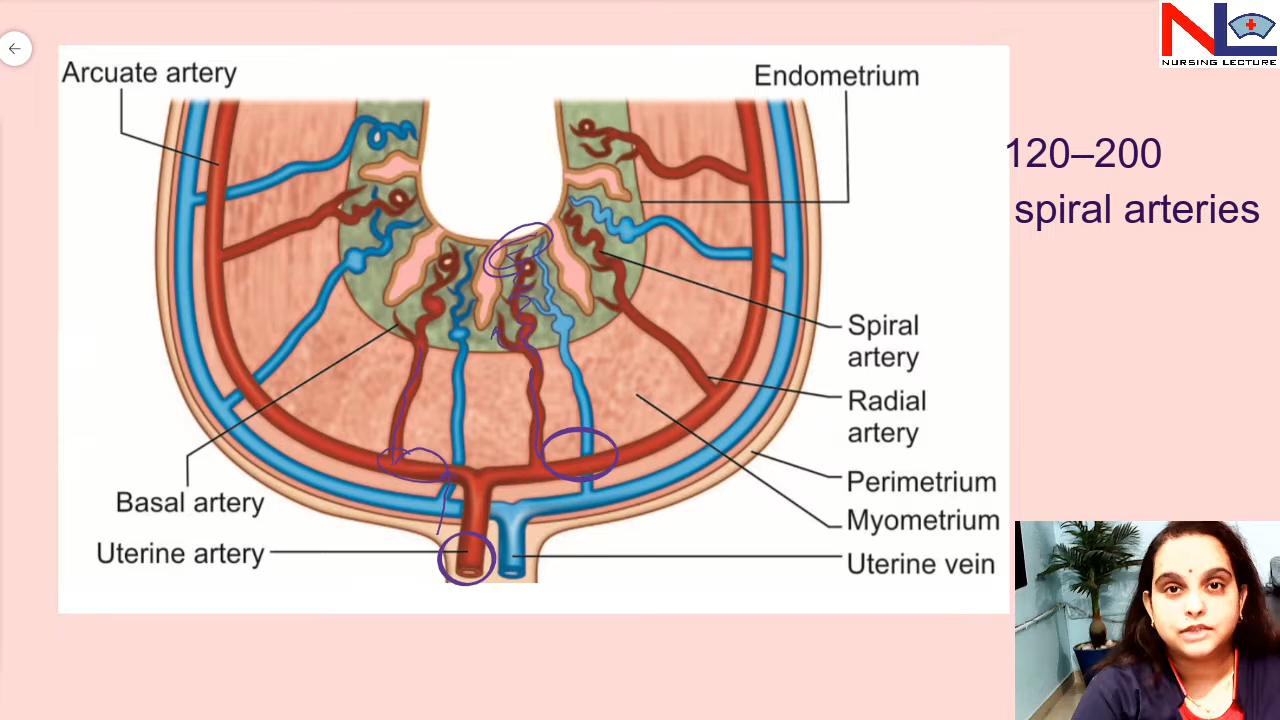 NL
NURSING LECTURE
Arcuate artery
Endometrium
120–200
spiral arteries
Spiral
artery
Radial
artery
Perimetrium
Basal artery
Myometrium
Uterine artery
Uterine vein